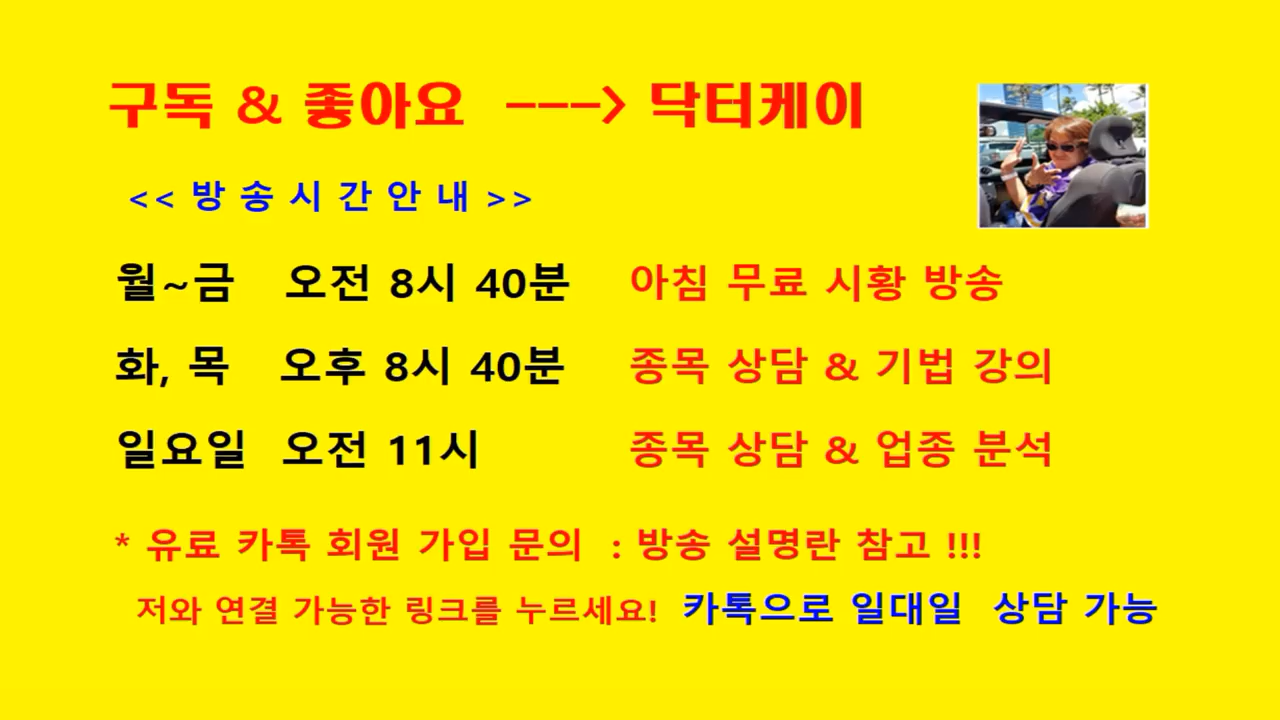 구독 & 좋아요 ---> 닥터케이
<< 방 송 시 간 안 내 >>
월~금 오전 8시 40분 아침 무료 시황 방송
화, 목 오후 8시 40분 종목 상담 & 기법 강의
일요일 오전 11시 종목 상담 & 업종 분석
* 유료 카톡 회원 가입 문의 : 방송 설명란 참고 !!!
저와 연결 가능한 링크를 누르세요! 카톡으로 일대일 상담 가능